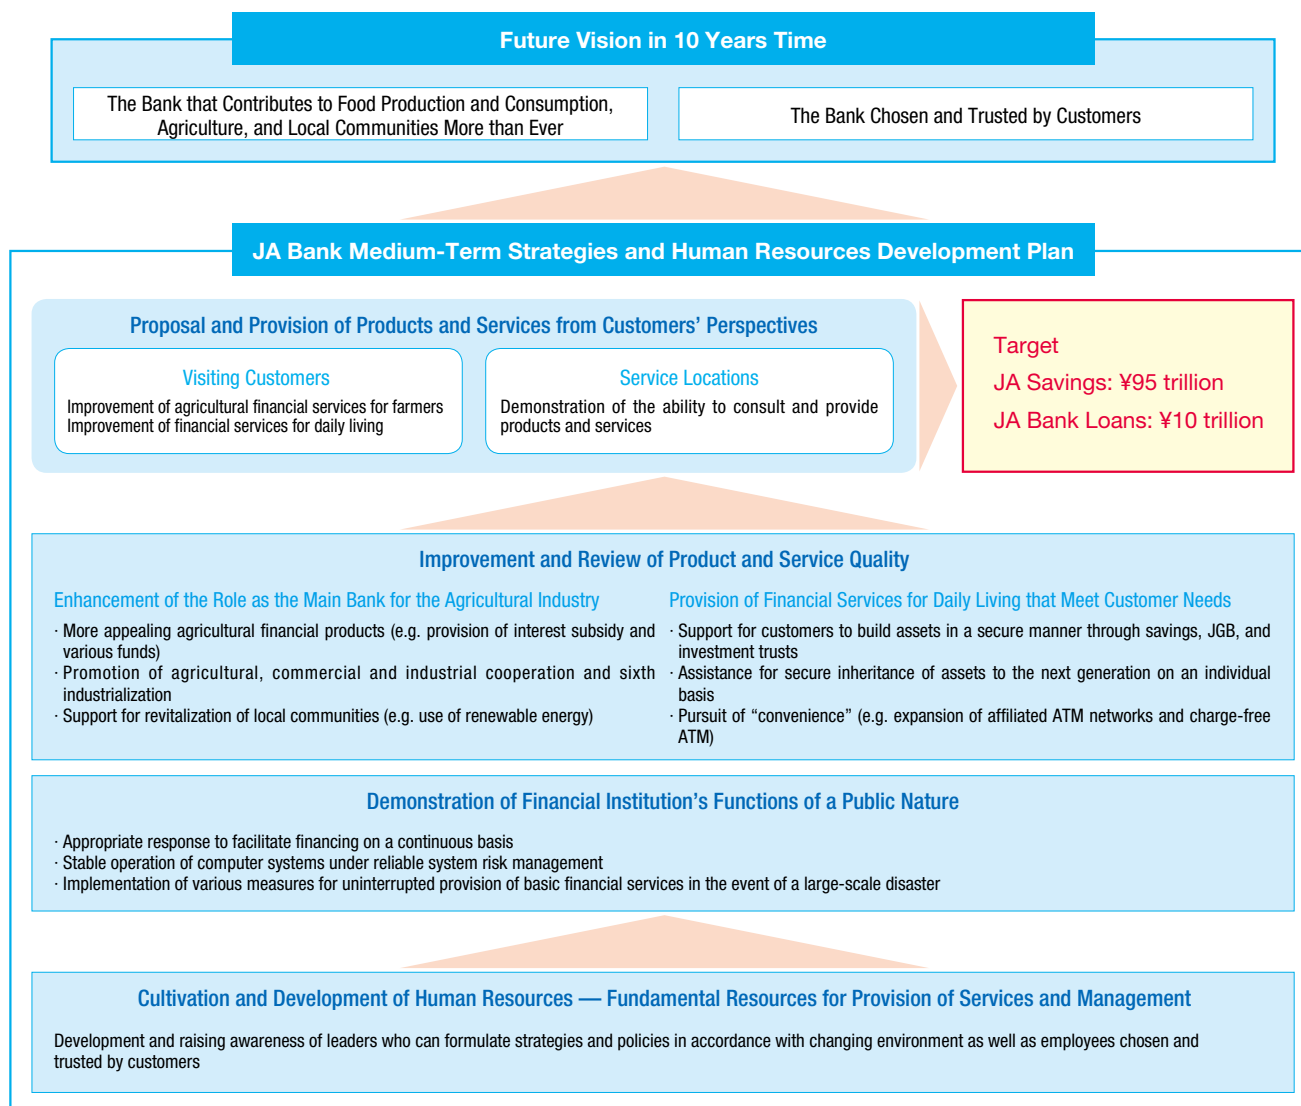 Future Vision in 10 Years Time
The Bank that Contributes to Food Production and Consumption,
Agriculture, and Local Communities More than Ever
The Bank Chosen and Trusted by Customers
JA Bank Medium-Term Strategies and Human Resources Development Plan
Proposal and Provision of Products and Services from Customers’ Perspectives
Visiting Customers
Improvement of agricultural financial services for farmers
Improvement of financial services for daily living
Service Locations
Demonstration of the ability to consult and provide
products and services
Target
JA Savings: ¥95 trillion
JA Bank Loans: ¥10 trillion
Improvement and Review of Product and Service Quality
Enhancement of the Role as the Main Bank for the Agricultural Industry
· More appealing agricultural financial products (e.g. provision of interest subsidy and
various funds)
· Promotion of agricultural, commercial and industrial cooperation and sixth
industrialization
· Support for revitalization of local communities (e.g. use of renewable energy)
Provision of Financial Services for Daily Living that Meet Customer Needs
· Support for customers to build assets in a secure manner through savings, JGB, and
investment trusts
· Assistance for secure inheritance of assets to the next generation on an individual
basis
· Pursuit of “convenience” (e.g. expansion of affiliated ATM networks and charge-free
ATM)
Demonstration of Financial Institution’s Functions of a Public Nature
· Appropriate response to facilitate financing on a continuous basis
· Stable operation of computer systems under reliable system risk management
· Implementation of various measures for uninterrupted provision of basic financial services in the event of a large-scale disaster
Cultivation and Development of Human Resources — Fundamental Resources for Provision of Services and Management
Development and raising awareness of leaders who can formulate strategies and policies in accordance with changing environment as well as employees chosen and
trusted by customers